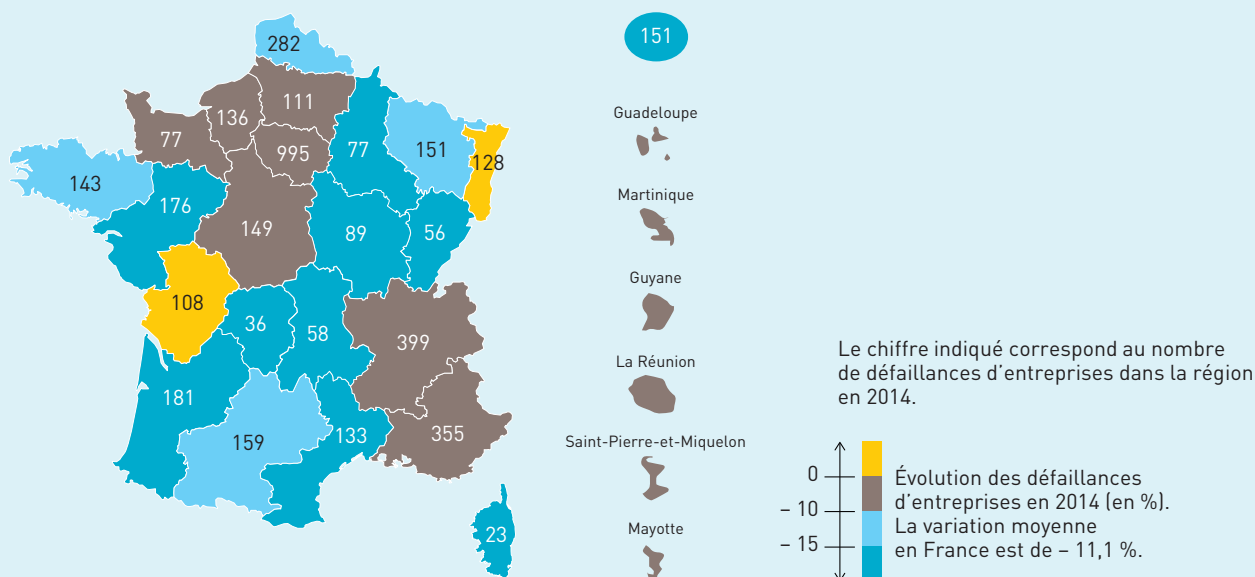 282
151
111
136
Guadeloupe
77
995
77
151
128
143
Martinique
176
149
89
56
Guyane
108
36
58
399
La Réunion
Le chiffre indiqué correspond au nombre
de défaillances d’entreprises dans la région
en 2014.
181
159
133
355
Saint-Pierre-et-Miquelon
0
– 10
– 15
Évolution des défaillances
d’entreprises en 2014 (en %).
La variation moyenne
en France est de – 11,1 %.
23
Mayotte